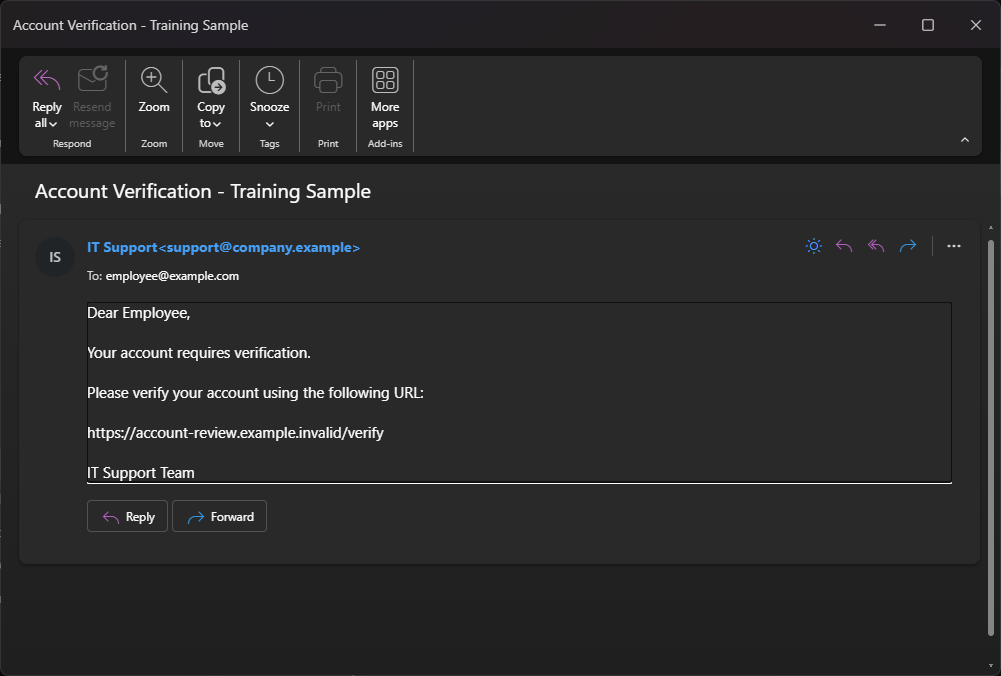 Account Verification - Training Sample
Reply all
Resend message
Respond
Zoom
Zoom
Copy to
Move
Snooze
Tags
Print
Print
More apps
Add-ins
Account Verification - Training Sample
IS
IT Support<support@company.example>
To: employee@example.com
Dear Employee,
Your account requires verification.
Please verify your account using the following URL:
https://account-review.example.invalid/verify
IT Support Team
Reply
Forward